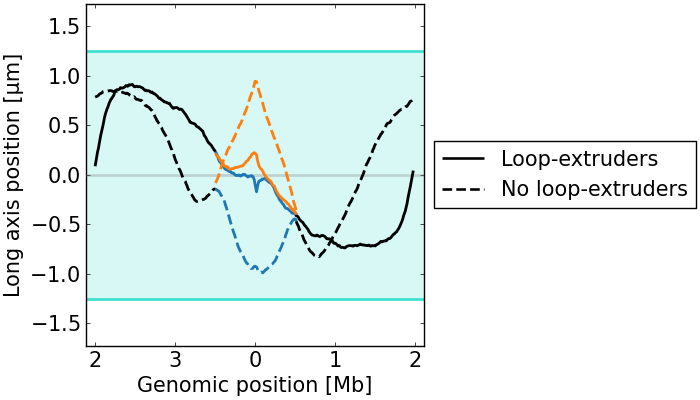 1.5
1.0
0.5
0.0
−0.5
−1.0
−1.5
Long axis position [µm]
2 3 0 1 2
Genomic position [Mb]
Loop-extruders
No loop-extruders